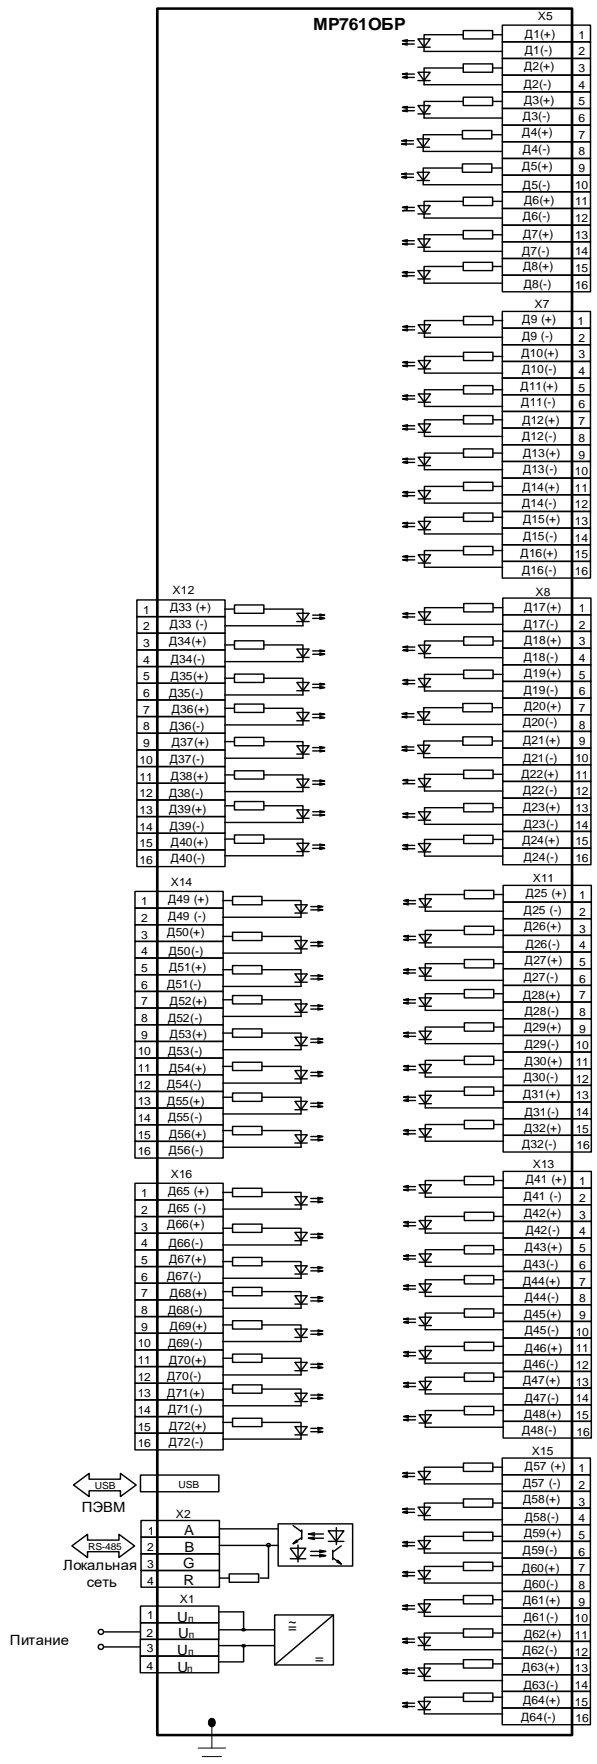 МР761ОБР
X5
Д1(+) 1
Д1(-) 2
Д2(+) 3
Д2(-) 4
Д3(+) 5
Д3(-) 6
Д4(+) 7
Д4(-) 8
Д5(+) 9
Д5(-) 10
Д6(+) 11
Д6(-) 12
Д7(+) 13
Д7(-) 14
Д8(+) 15
Д8(-) 16
X7
Д9 (+) 1
Д9 (-) 2
Д10(+) 3
Д10(-) 4
Д11(+) 5
Д11(-) 6
Д12(+) 7
Д12(-) 8
Д13(+) 9
Д13(-) 10
Д14(+) 11
Д14(-) 12
Д15(+) 13
Д15(-) 14
Д16(+) 15
Д16(-) 16
X12
1 Д33 (+)
2 Д33 (-)
3 Д34(+)
4 Д34(-)
5 Д35(+)
6 Д35(-)
7 Д36(+)
8 Д36(-)
9 Д37(+)
10 Д37(-)
11 Д38(+)
12 Д38(-)
13 Д39(+)
14 Д39(-)
15 Д40(+)
16 Д40(-)
X8
Д17(+) 1
Д17(-) 2
Д18(+) 3
Д18(-) 4
Д19(+) 5
Д19(-) 6
Д20(+) 7
Д20(-) 8
Д21(+) 9
Д21(-) 10
Д22(+) 11
Д22(-) 12
Д23(+) 13
Д23(-) 14
Д24(+) 15
Д24(-) 16
X14
1 Д49 (+)
2 Д49 (-)
3 Д50(+)
4 Д50(-)
5 Д51(+)
6 Д51(-)
7 Д52(+)
8 Д52(-)
9 Д53(+)
10 Д53(-)
11 Д54(+)
12 Д54(-)
13 Д55(+)
14 Д55(-)
15 Д56(+)
16 Д56(-)
X11
Д25 (+) 1
Д25 (-) 2
Д26(+) 3
Д26(-) 4
Д27(+) 5
Д27(-) 6
Д28(+) 7
Д28(-) 8
Д29(+) 9
Д29(-) 10
Д30(+) 11
Д30(-) 12
Д31(+) 13
Д31(-) 14
Д32(+) 15
Д32(-) 16
X16
1 Д65 (+)
2 Д65 (-)
3 Д66(+)
4 Д66(-)
5 Д67(+)
6 Д67(-)
7 Д68(+)
8 Д68(-)
9 Д69(+)
10 Д69(-)
11 Д70(+)
12 Д70(-)
13 Д71(+)
14 Д71(-)
15 Д72(+)
16 Д72(-)
X13
Д41 (+) 1
Д41 (-) 2
Д42(+) 3
Д42(-) 4
Д43(+) 5
Д43(-) 6
Д44(+) 7
Д44(-) 8
Д45(+) 9
Д45(-) 10
Д46(+) 11
Д46(-) 12
Д47(+) 13
Д47(-) 14
Д48(+) 15
Д48(-) 16
USB USB
ПЭВМ
X2
1 A
2 B
3 G
4 R
RS-485
Локальная
сеть
X1
1 Uп
2 Uп
3 Uп
4 Uп
Питание
X15
Д57 (+) 1
Д57 (-) 2
Д58(+) 3
Д58(-) 4
Д59(+) 5
Д59(-) 6
Д60(+) 7
Д60(-) 8
Д61(+) 9
Д61(-) 10
Д62(+) 11
Д62(-) 12
Д63(+) 13
Д63(-) 14
Д64(+) 15
Д64(-) 16